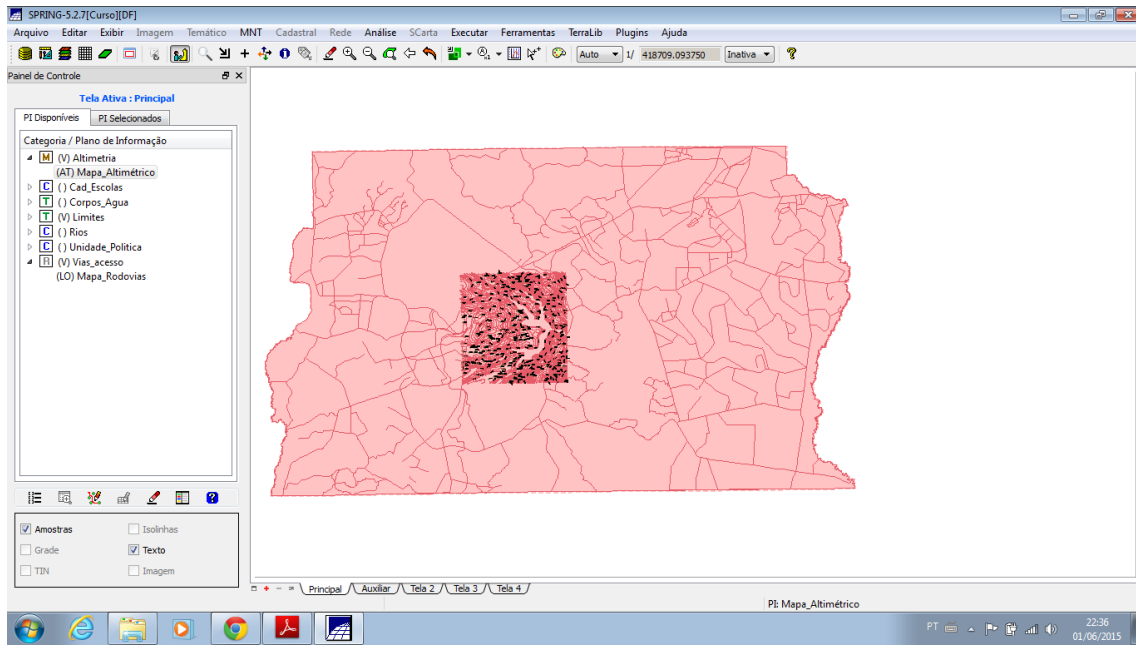 SPRING-5.2.7[Curso][DF]
Arquivo Editar Exibir Imagem Temático MNT Cadastral Rede Análise SCarta Executar Ferramentas TerraLib Plugins Ajuda
Auto 1/ 418709.093750 Inativa
Painel de Controle
Tela Ativa : Principal
PI Disponíveis PI Selecionados
Categoria / Plano de Informação
M (V) Altimetria
(AT) Mapa_Altimétrico
C () Cad_Escolas
T () Corpos_Agua
T (V) Limites
C () Rios
C () Unidade_Politica
R (V) Vias_acesso
(LO) Mapa_Rodovias
Amostras Isolinhas
Grade Texto
TIN Imagem
Principal Auxiliar Tela 2 Tela 3 Tela 4
PI: Mapa_Altimétrico
PT 22:36
01/06/2015